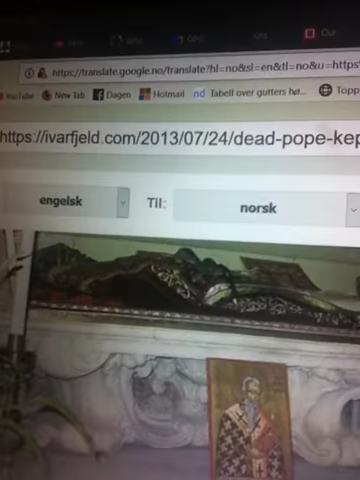 https://translate.google.no/translate?hl=no&sl=en&tl=no&u=https
YouTube New Tab Dagen Hotmail nd Tabell over gutters hø... Topp
https://ivarfjeld.com/2013/07/24/dead-pope-kep
engelsk Til: norsk